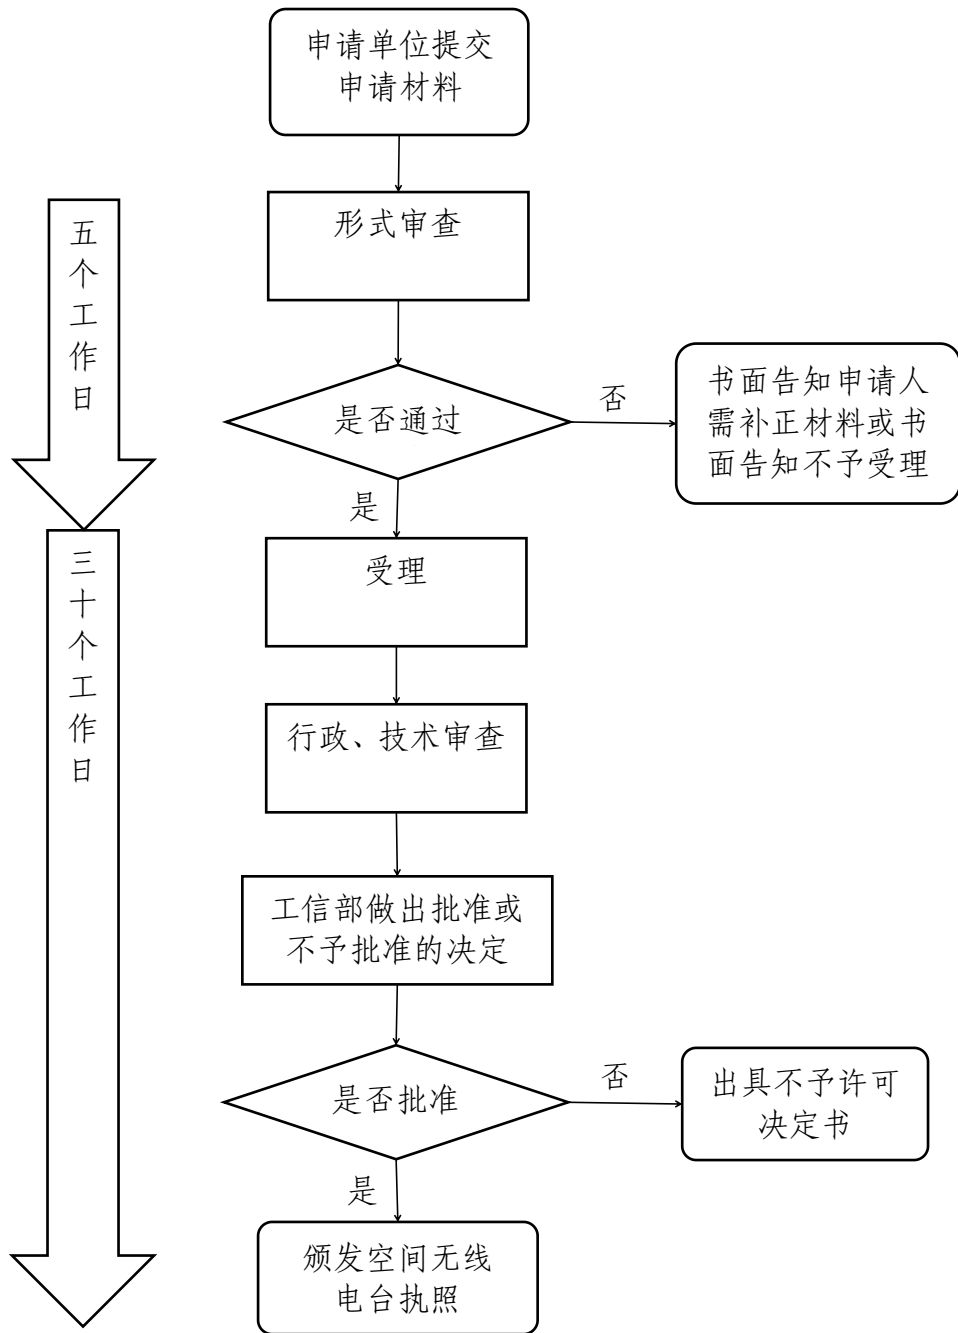 申请单位提交
申请材料
形式审查
五个工作日
是否通过
否
书面告知申请人
需补正材料或书
面告知不予受理
是
受理
三十个工作日
行政、技术审查
工信部做出批准或
不予批准的决定
是否批准
否
出具不予许可
决定书
是
颁发空间无线
电台执照